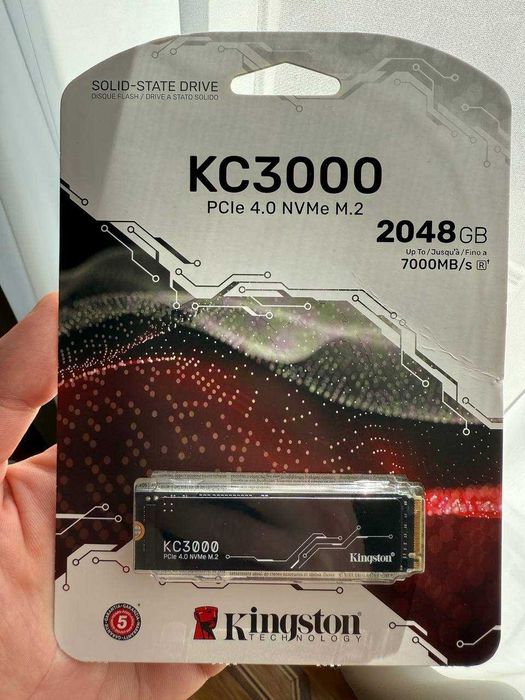 SOLID-STATE DRIVE
DISQUE FLASH / DRIVE A STATO SOLIDO
KC3000
PCIe 4.0 NVMe M.2
2048GB
Up To / Jusqu'à / Fino a
7000MB/s R†
KC3000
PCIe 4.0 NVMe M.2
Kingston
5
Kingston
TECHNOLOGY